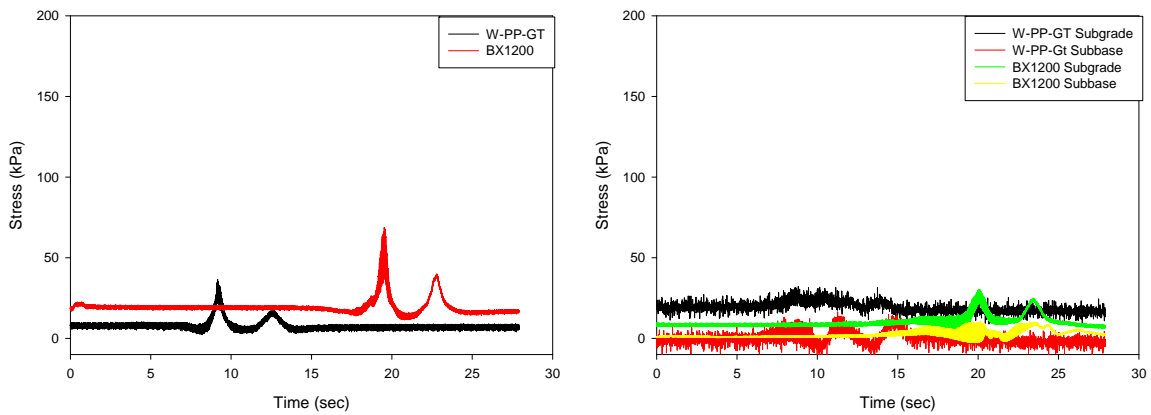 200
150
100
50
0
Stress (kPa)
W-PP-GT
BX1200
0 5 10 15 20 25 30
Time (sec)
200
150
100
50
0
Stress (kPa)
W-PP-GT Subgrade
W-PP-Gt Subbase
BX1200 Subgrade
BX1200 Subbase
0 5 10 15 20 25 30
Time (sec)